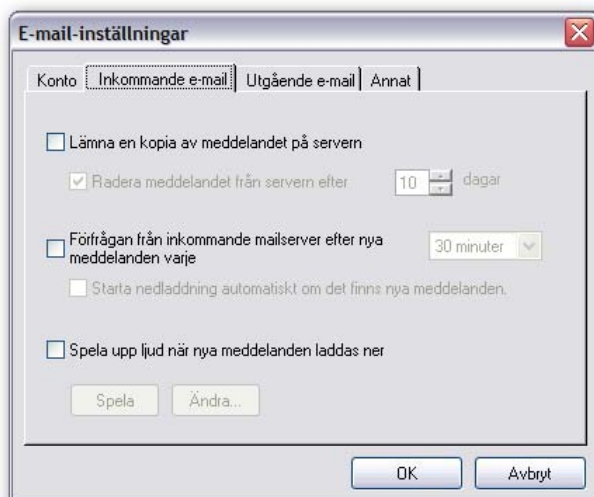 E-mail-inställningar
Konto Inkommande e-mail Utgående e-mail Annat
Lämna en kopia av meddelandet på servern
Radera meddelandet från servern efter 10 dagar
Förfrågan från inkommande mailserver efter nya
meddelanden varje
30 minuter
Starta nedladdning automatiskt om det finns nya meddelanden.
Spela upp ljud när nya meddelanden laddas ner
Spela Ändra...
OK Avbryt